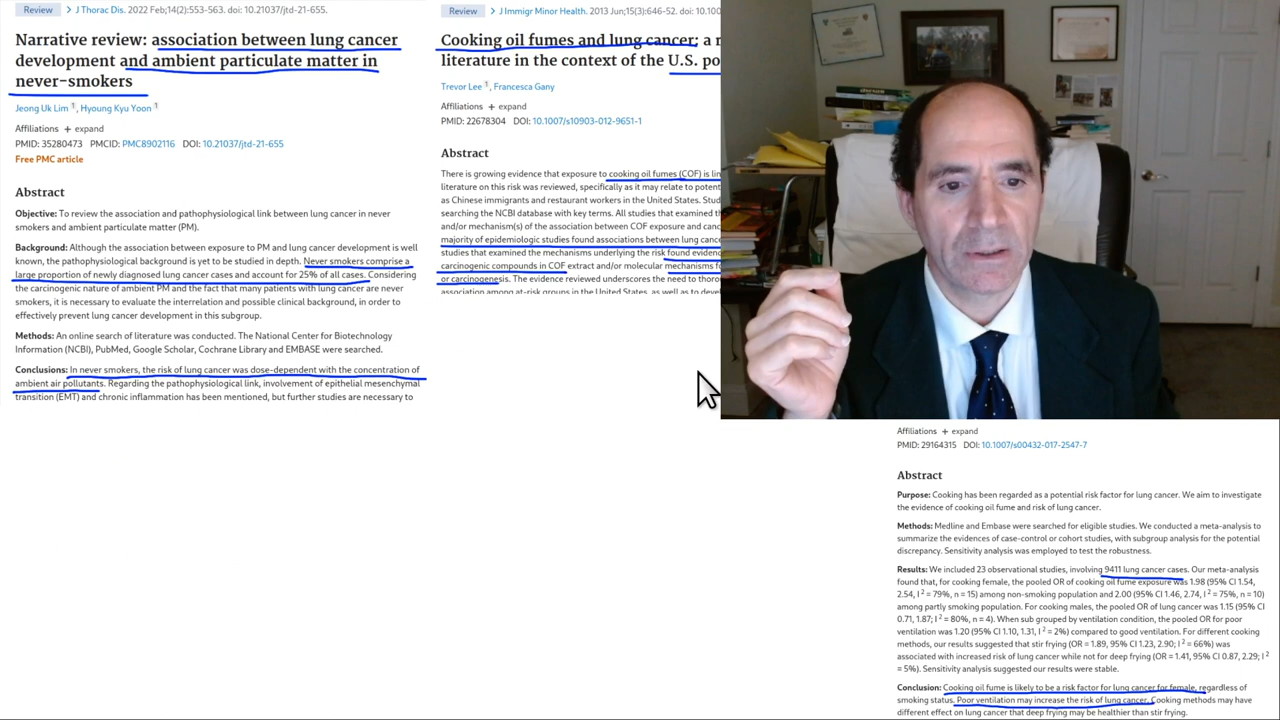 Review > J Thorac Dis. 2022 Feb;14(2):553-563. doi: 10.21037/jtd-21-655.
Narrative review: association between lung cancer
development and ambient particulate matter in
never-smokers
Jeong Uk Lim 1, Hyoung Kyu Yoon 1
Affiliations + expand
PMID: 35280473 PMCID: PMC8902116 DOI: 10.21037/jtd-21-655
Free PMC article
Abstract
Objective: To review the association and pathophysiological link between lung cancer in never
smokers and ambient particulate matter (PM).
Background: Although the association between exposure to PM and lung cancer development is well
known, the pathophysiological background is yet to be studied in depth. Never smokers comprise a
large proportion of newly diagnosed lung cancer cases and account for 25% of all cases. Considering
the carcinogenic nature of ambient PM and the fact that many patients with lung cancer are never
smokers, it is necessary to evaluate the interrelation and possible clinical background, in order to
effectively prevent lung cancer development in this subgroup.
Methods: An online search of literature was conducted. The National Center for Biotechnology
Information (NCBI), PubMed, Google Scholar, Cochrane Library and EMBASE were searched.
Conclusions: In never smokers, the risk of lung cancer was dose-dependent with the concentration of
ambient air pollutants. Regarding the pathophysiological link, involvement of epithelial mesenchymal
transition (EMT) and chronic inflammation has been mentioned, but further studies are necessary to
Review > J Immigr Minor Health. 2013 Jun;15(3):646-52. doi: 10.100
Cooking oil fumes and lung cancer: a r
literature in the context of the U.S. po
Trevor Lee 1, Francesca Gany
Affiliations + expand
PMID: 22678304 DOI: 10.1007/s10903-012-9651-1
Abstract
There is growing evidence that exposure to cooking oil fumes (COF) is lin
literature on this risk was reviewed, specifically as it may relate to potent
as Chinese immigrants and restaurant workers in the United States. Stud
searching the NCBI database with key terms. All studies that examined th
and/or mechanism(s) of the association between COF exposure and canc
majority of epidemiologic studies found associations between lung cance
studies that examined the mechanisms underlying the risk found evidenc
carcinogenic compounds in COF extract and/or molecular mechanisms fo
or carcinogenesis. The evidence reviewed underscores the need to thoro
association among at-risk groups in the United States, as well as to devel
Affiliations + expand
PMID: 29164315 DOI: 10.1007/s00432-017-2547-7
Abstract
Purpose: Cooking has been regarded as a potential risk factor for lung cancer. We aim to investigate
the evidence of cooking oil fume and risk of lung cancer.
Methods: Medline and Embase were searched for eligible studies. We conducted a meta-analysis to
summarize the evidences of case-control or cohort studies, with subgroup analysis for the potential
discrepancy. Sensitivity analysis was employed to test the robustness.
Results: We included 23 observational studies, involving 9411 lung cancer cases. Our meta-analysis
found that, for cooking female, the pooled OR of cooking oil fume exposure was 1.98 (95% CI 1.54,
2.54, I 2 = 79%, n = 15) among non-smoking population and 2.00 (95% CI 1.46, 2.74, I 2 = 75%, n = 10)
among partly smoking population. For cooking males, the pooled OR of lung cancer was 1.15 (95% CI
0.71, 1.87; I 2 = 80%, n = 4). When sub grouped by ventilation condition, the pooled OR for poor
ventilation was 1.20 (95% CI 1.10, 1.31, I 2 = 2%) compared to good ventilation. For different cooking
methods, our results suggested that stir frying (OR = 1.89, 95% CI 1.23, 2.90; I 2 = 66%) was
associated with increased risk of lung cancer while not for deep frying (OR = 1.41, 95% CI 0.87, 2.29; I 2
= 5%). Sensitivity analysis suggested our results were stable.
Conclusion: Cooking oil fume is likely to be a risk factor for lung cancer for female, regardless of
smoking status. Poor ventilation may increase the risk of lung cancer. Cooking methods may have
different effect on lung cancer that deep frying may be healthier than stir frying.